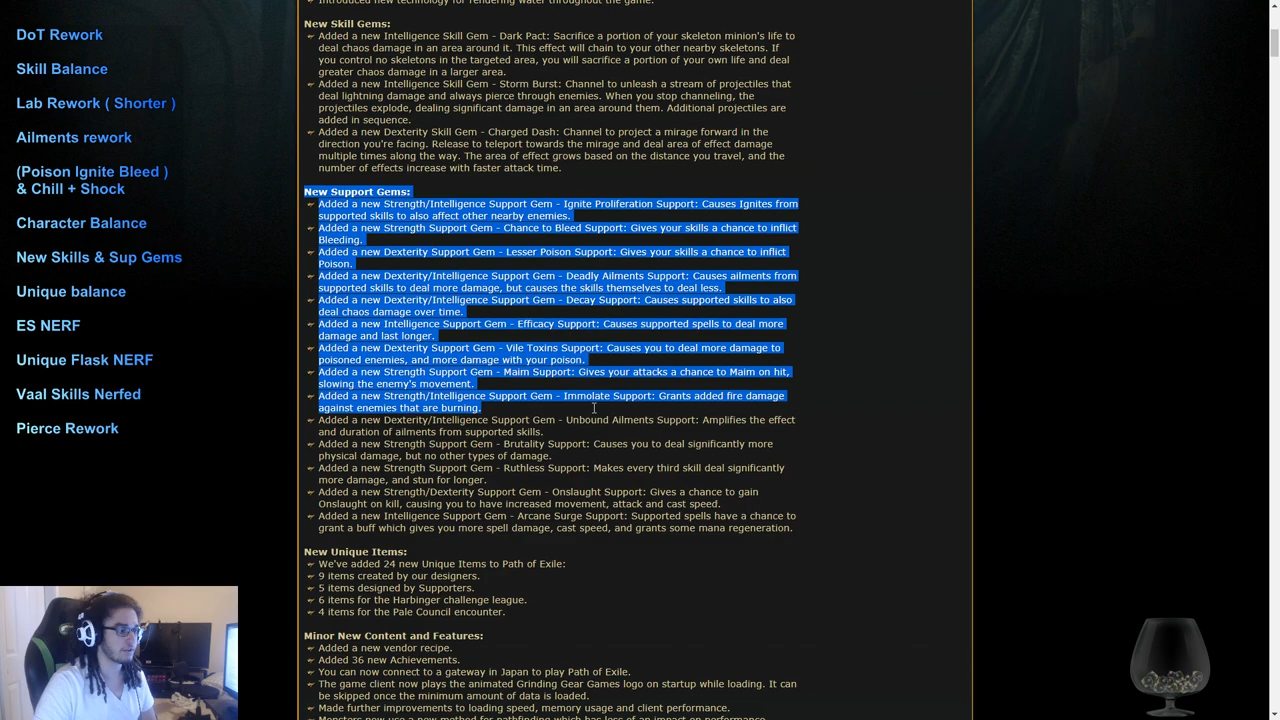 DoT Rework
Skill Balance
Lab Rework ( Shorter )
Ailments rework
(Poison Ignite Bleed )
& Chill + Shock
Character Balance
New Skills & Sup Gems
Unique balance
ES NERF
Unique Flask NERF
Vaal Skills Nerfed
Pierce Rework
Introduced new technology for rendering water throughout the game.
New Skill Gems:
Added a new Intelligence Skill Gem - Dark Pact: Sacrifice a portion of your skeleton minion's life to
deal chaos damage in an area around it. This effect will chain to your other nearby skeletons. If
you control no skeletons in the targeted area, you will sacrifice a portion of your own life and deal
greater chaos damage in a larger area.
Added a new Intelligence Skill Gem - Storm Burst: Channel to unleash a stream of projectiles that
deal lightning damage and always pierce through enemies. When you stop channeling, the
projectiles explode, dealing significant damage in an area around them. Additional projectiles are
added in sequence.
Added a new Dexterity Skill Gem - Charged Dash: Channel to project a mirage forward in the
direction you're facing. Release to teleport towards the mirage and deal area of effect damage
multiple times along the way. The area of effect grows based on the distance you travel, and the
number of effects increase with faster attack time.
New Support Gems:
Added a new Strength/Intelligence Support Gem - Ignite Proliferation Support: Causes Ignites from
supported skills to also affect other nearby enemies.
Added a new Strength Support Gem - Chance to Bleed Support: Gives your skills a chance to inflict
Bleeding.
Added a new Dexterity Support Gem - Lesser Poison Support: Gives your skills a chance to inflict
Poison.
Added a new Dexterity/Intelligence Support Gem - Deadly Ailments Support: Causes ailments from
supported skills to deal more damage, but causes the skills themselves to deal less.
Added a new Dexterity/Intelligence Support Gem - Decay Support: Causes supported skills to also
deal chaos damage over time.
Added a new Intelligence Support Gem - Efficacy Support: Causes supported spells to deal more
damage and last longer.
Added a new Dexterity Support Gem - Vile Toxins Support: Causes you to deal more damage to
poisoned enemies, and more damage with your poison.
Added a new Strength Support Gem - Maim Support: Gives your attacks a chance to Maim on hit,
slowing the enemy's movement.
Added a new Strength/Intelligence Support Gem - Immolate Support: Grants added fire damage
against enemies that are burning.
Added a new Dexterity/Intelligence Support Gem - Unbound Ailments Support: Amplifies the effect
and duration of ailments from supported skills.
Added a new Strength Support Gem - Brutality Support: Causes you to deal significantly more
physical damage, but no other types of damage.
Added a new Strength Support Gem - Ruthless Support: Makes every third skill deal significantly
more damage, and stun for longer.
Added a new Strength/Dexterity Support Gem - Onslaught Support: Gives a chance to gain
Onslaught on kill, causing you to have increased movement, attack and cast speed.
Added a new Intelligence Support Gem - Arcane Surge Support: Supported spells have a chance to
grant a buff which gives you more spell damage, cast speed, and grants some mana regeneration.
New Unique Items:
We've added 24 new Unique Items to Path of Exile:
9 items created by our designers.
5 items designed by Supporters.
6 items for the Harbinger challenge league.
4 items for the Pale Council encounter.
Minor New Content and Features:
Added a new vendor recipe.
Added 36 new Achievements.
You can now connect to a gateway in Japan to play Path of Exile.
The game client now plays the animated Grinding Gear Games logo on startup while loading. It can
be skipped once the minimum amount of data is loaded.
Made further improvements to loading speed, memory usage and client performance.
Monsters now use a new method for pathfinding which has less of an impact on performance.